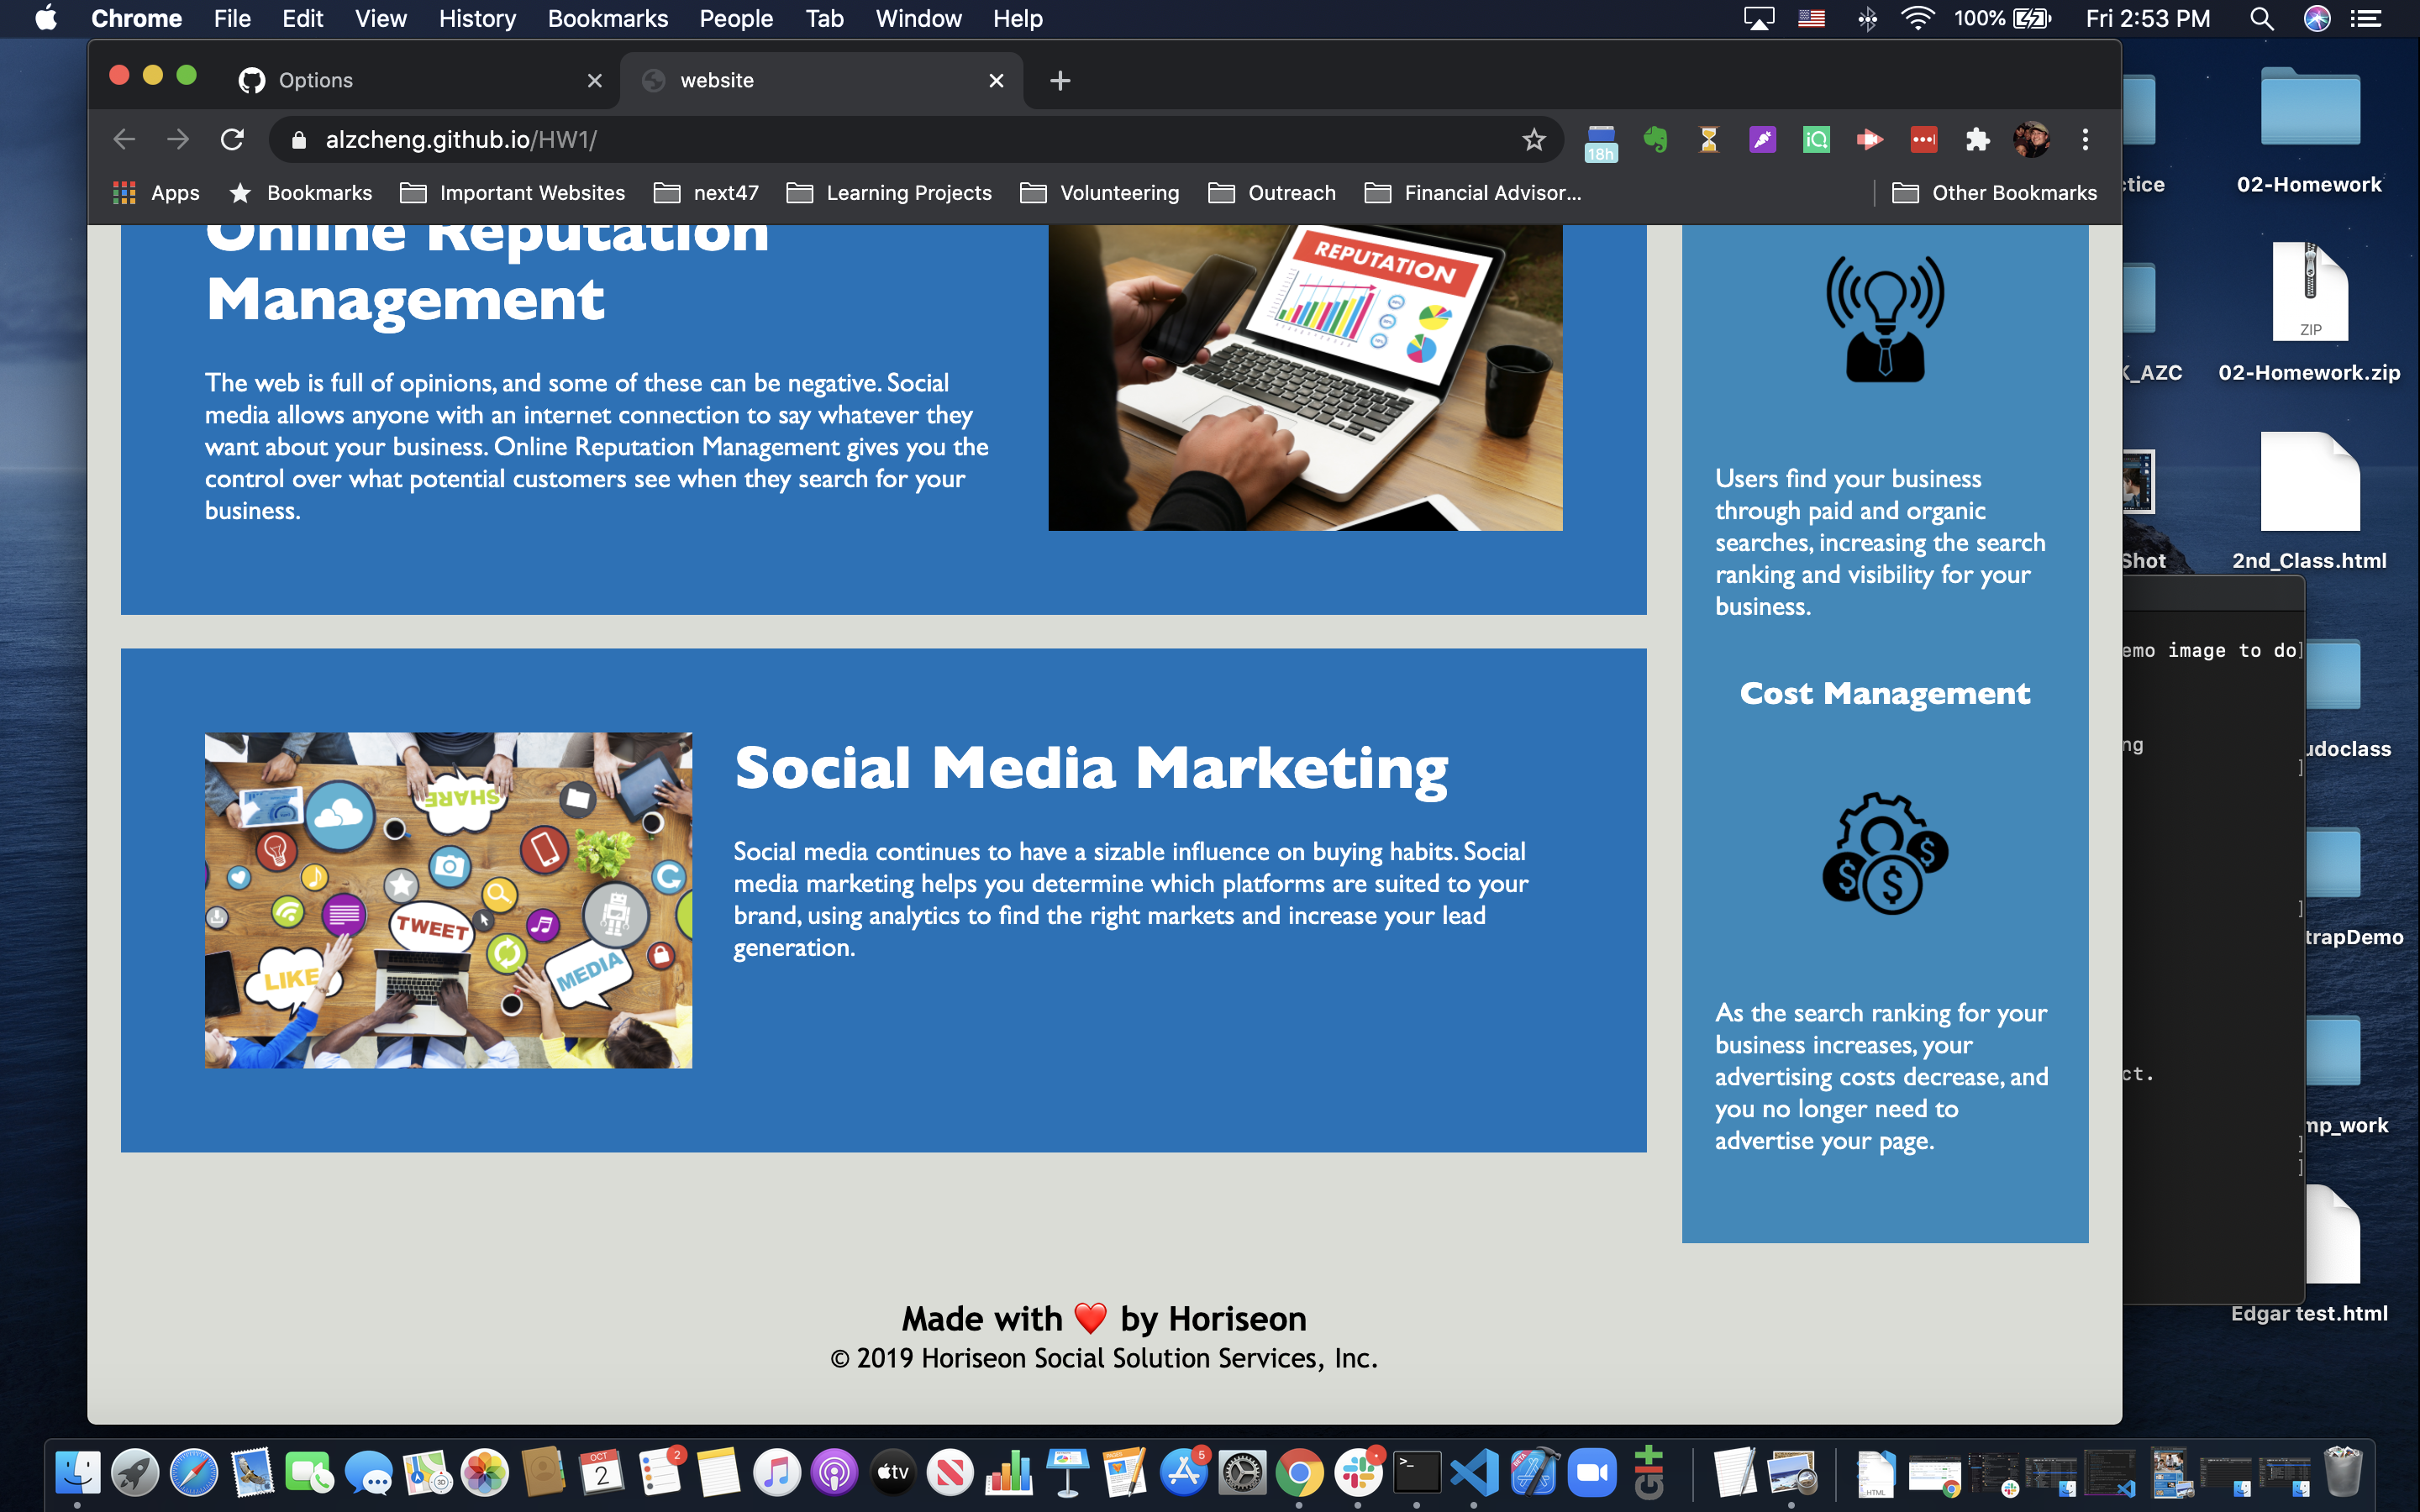 Chrome File Edit View History Bookmarks People Tab Window Help 100% Fri 2:53 PM
Options website
alzcheng.github.io/HW1/
18h
Apps Bookmarks Important Websites next47 Learning Projects Volunteering Outreach Financial Advisor... Other Bookmarks
Online Reputation
Management
The web is full of opinions, and some of these can be negative. Social
media allows anyone with an internet connection to say whatever they
want about your business. Online Reputation Management gives you the
control over what potential customers see when they search for your
business.
REPUTATION
Social Media Marketing
Social media continues to have a sizable influence on buying habits. Social
media marketing helps you determine which platforms are suited to your
brand, using analytics to find the right markets and increase your lead
generation.
SHARE
TWEET
LIKE
MEDIA
Users find your business
through paid and organic
searches, increasing the search
ranking and visibility for your
business.
Cost Management
As the search ranking for your
business increases, your
advertising costs decrease, and
you no longer need to
advertise your page.
Made with ❤️ by Horiseon
© 2019 Horiseon Social Solution Services, Inc.
ctice
02-Homework
ZIP
K_AZC
02-Homework.zip
Shot
2nd_Class.html
emo image to do]
ng
]
udoclass
]
trapDemo
ct.
mp_work
]
]
Edgar test.html
OCT
2
2
tv
5
BETA
Git
HTML